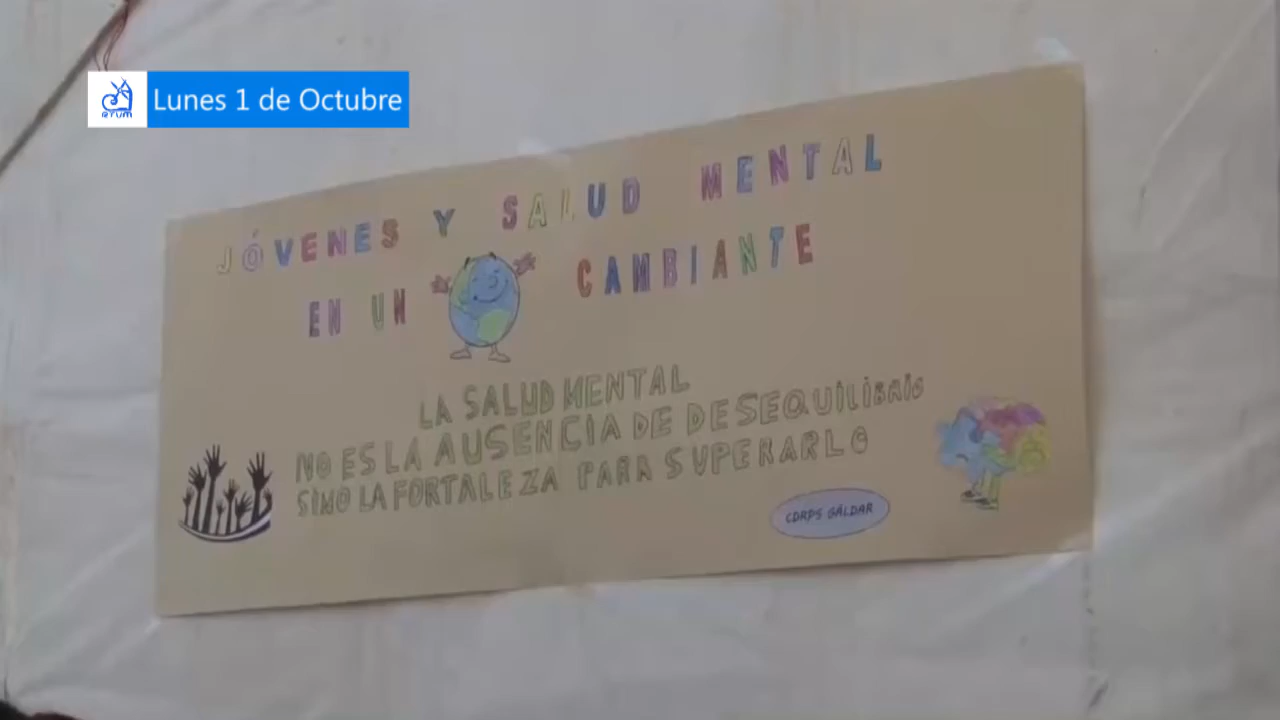 RTVM
Lunes 1 de Octubre
JÓVENES Y SALUD MENTAL
EN UN CAMBIANTE
LA SALUD MENTAL
NO ES LA AUSENCIA DE DESEQUILIBRIO
SINO LA FORTALEZA PARA SUPERARLO
CDRPS GÁLDAR